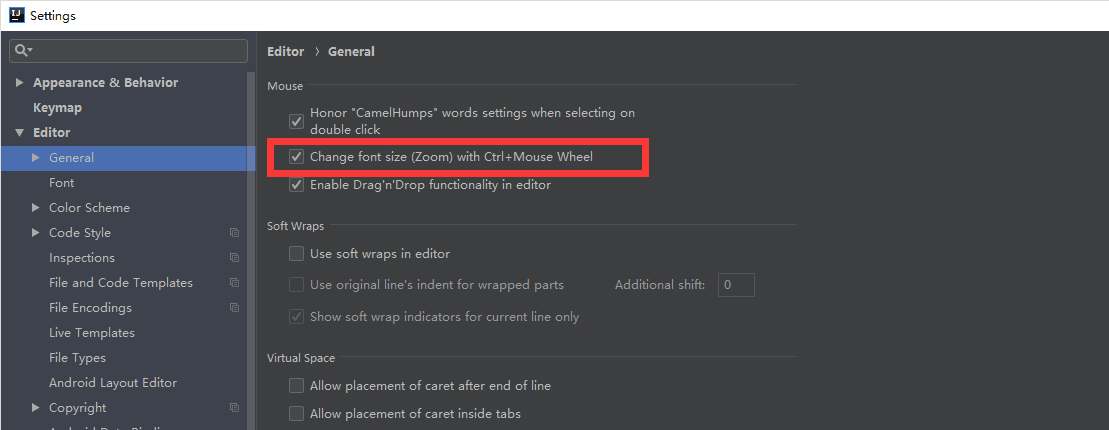 IJ
Settings
Appearance & Behavior
Keymap
Editor
General
Font
Color Scheme
Code Style
Inspections
File and Code Templates
File Encodings
Live Templates
File Types
Android Layout Editor
Copyright
Editor › General
Mouse
Honor "CamelHumps" words settings when selecting on
double click
Change font size (Zoom) with Ctrl+Mouse Wheel
Enable Drag'n'Drop functionality in editor
Soft Wraps
Use soft wraps in editor
Use original line's indent for wrapped parts Additional shift: 0
Show soft wrap indicators for current line only
Virtual Space
Allow placement of caret after end of line
Allow placement of caret inside tabs